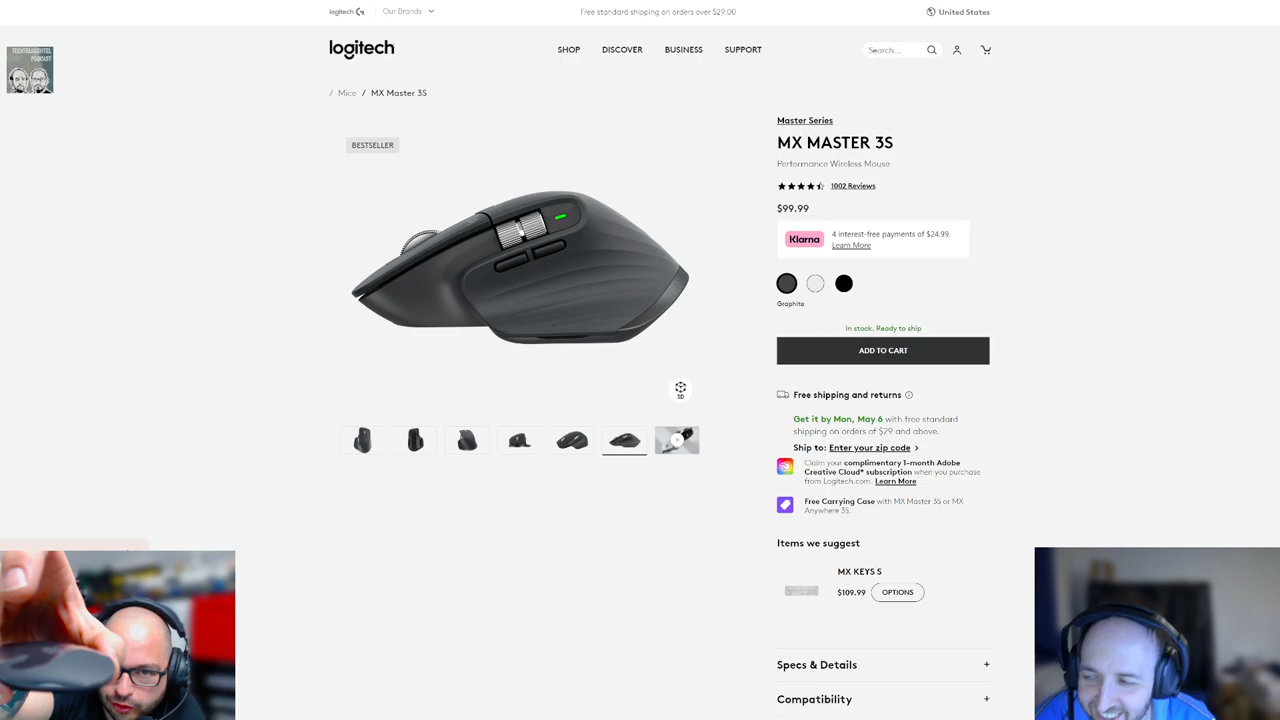 logitech G
Our Brands
Free standard shipping on orders over $29.00
United States
TECHTELMECHTEL
PODCAST
logitech
SHOP
DISCOVER
BUSINESS
SUPPORT
Search...
/ Mice / MX Master 3S
Master Series
BESTSELLER
MX MASTER 3S
Performance Wireless Mouse
1002 Reviews
$99.99
Klarna
4 interest-free payments of $24.99.
Learn More
Graphite
In stock. Ready to ship
ADD TO CART
3D
Free shipping and returns
Get it by Mon, May 6 with free standard
shipping on orders of $29 and above.
Ship to: Enter your zip code >
Claim your complimentary 1-month Adobe
Creative Cloud* subscription when you purchase
from Logitech.com. Learn More
Free Carrying Case with MX Master 3S or MX
Anywhere 3S.
Items we suggest
MX KEYS S
$109.99
OPTIONS
Specs & Details +
Compatibility +